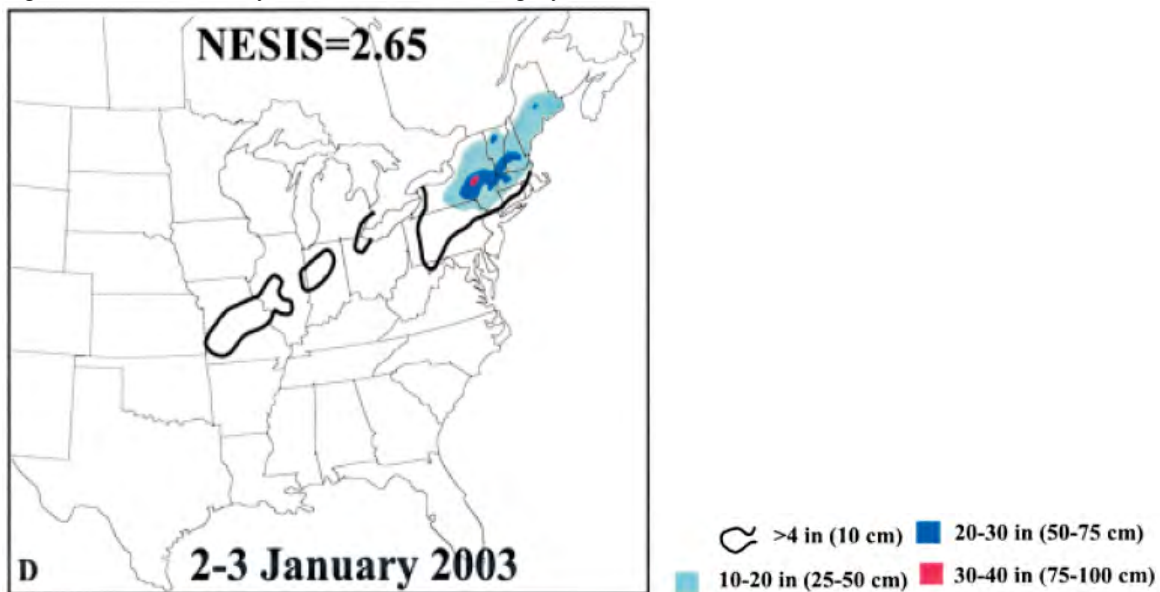 NESIS=2.65
D
2-3 January 2003
>4 in (10 cm)
20-30 in (50-75 cm)
10-20 in (25-50 cm)
30-40 in (75-100 cm)